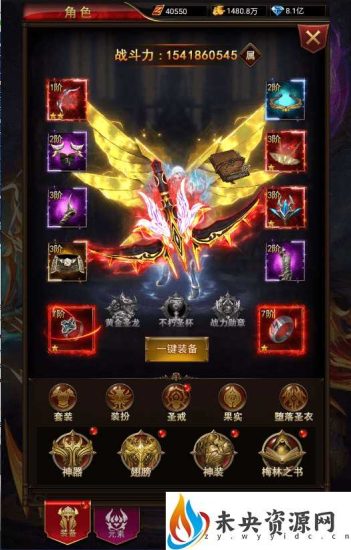 角色
40550
1480.8万
8.1亿
战斗力：1541860545
属
1阶
2阶
2阶
3阶
3阶
3阶
3阶
2阶
7阶
7阶
黄金圣龙
不朽圣杯
战力勋章
一键装备
套装
装扮
圣戒
果实
堕落圣衣
神器
翅膀
神装
梅林之书
装备
元素
未央资源网
zy.wyyidc.cn